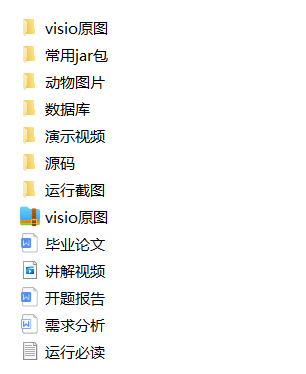 visio原图
常用jar包
动物图片
数据库
演示视频
源码
运行截图
visio原图
毕业论文
讲解视频
开题报告
需求分析
运行必读